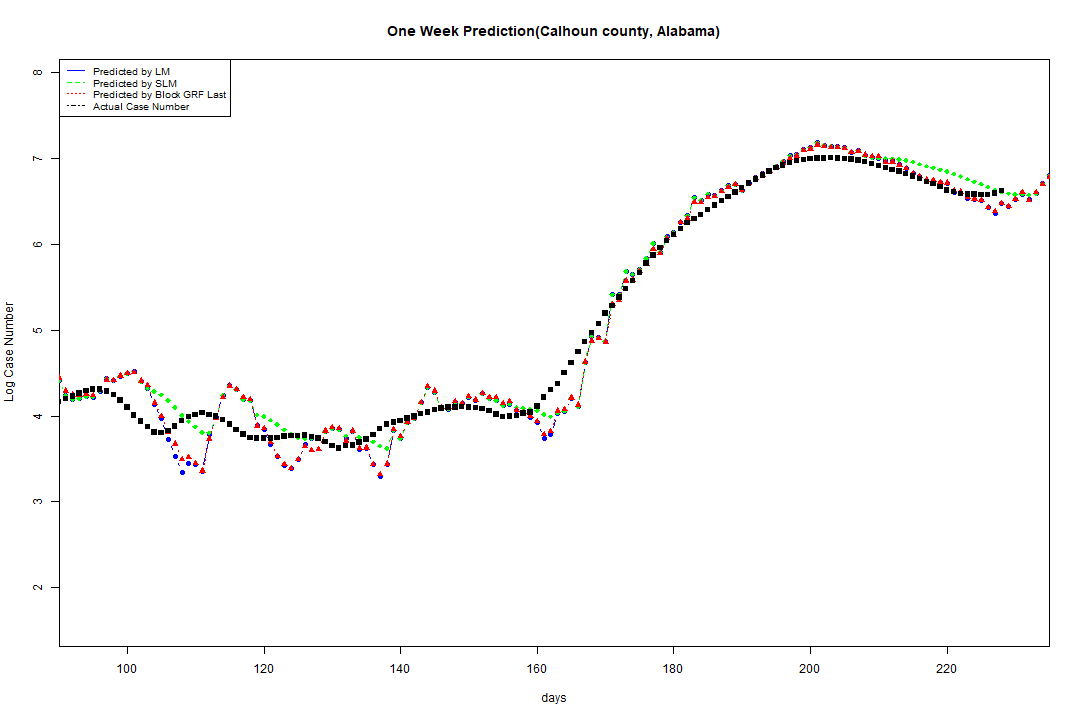 One Week Prediction(Calhoun county, Alabama)
Predicted by LM
Predicted by SLM
Predicted by Block GRF Last
Actual Case Number
8
7
6
5
4
3
2
Log Case Number
100 120 140 160 180 200 220
days